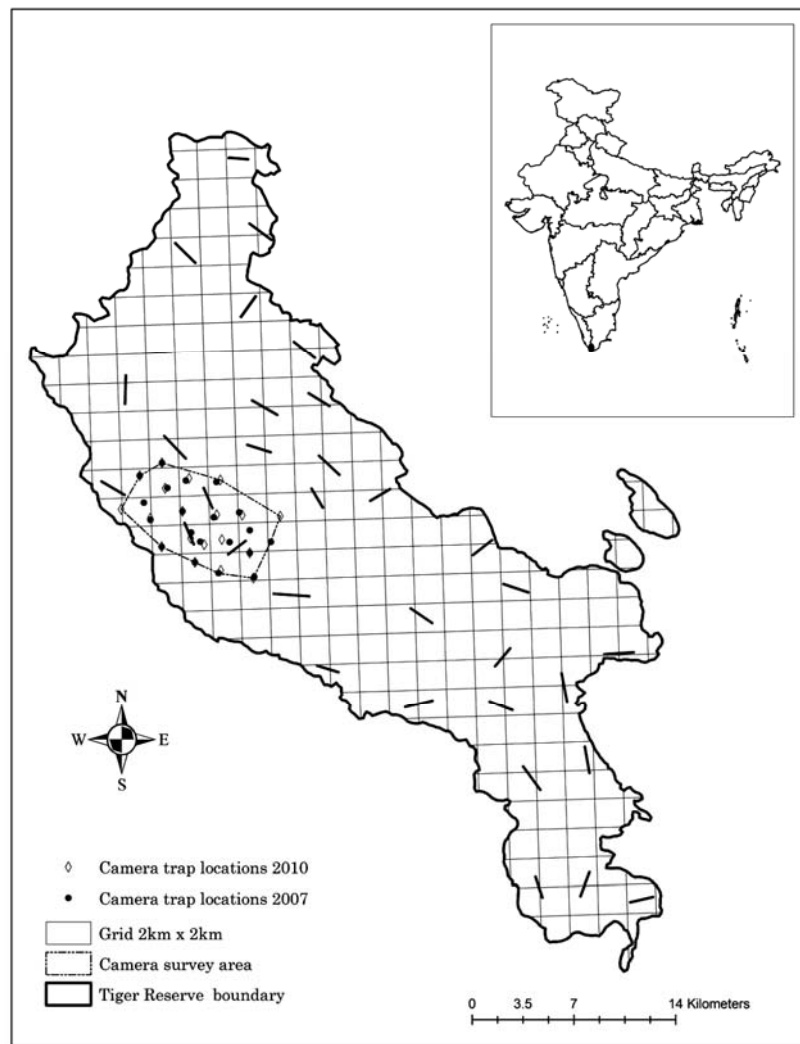 N
W E
S
Camera trap locations 2010
Camera trap locations 2007
Grid 2km x 2km
Camera survey area
Tiger Reserve boundary
0 3.5 7 14 Kilometers